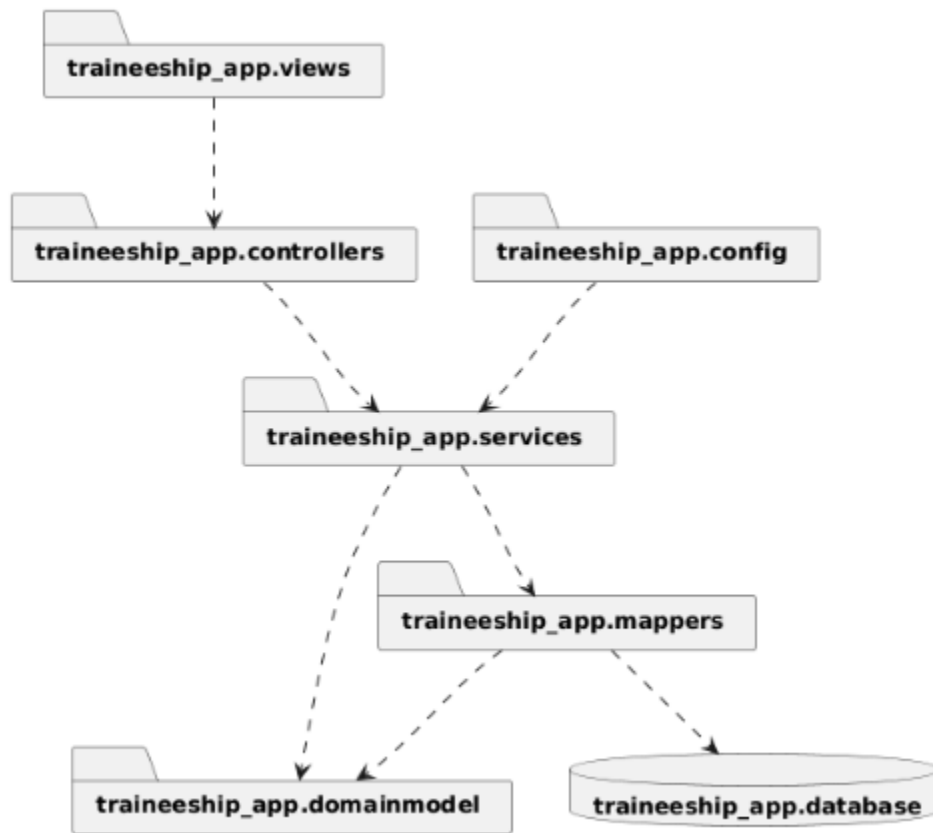 traineeship_app.views
traineeship_app.controllers
traineeship_app.config
traineeship_app.services
traineeship_app.mappers
traineeship_app.domainmodel
traineeship_app.database